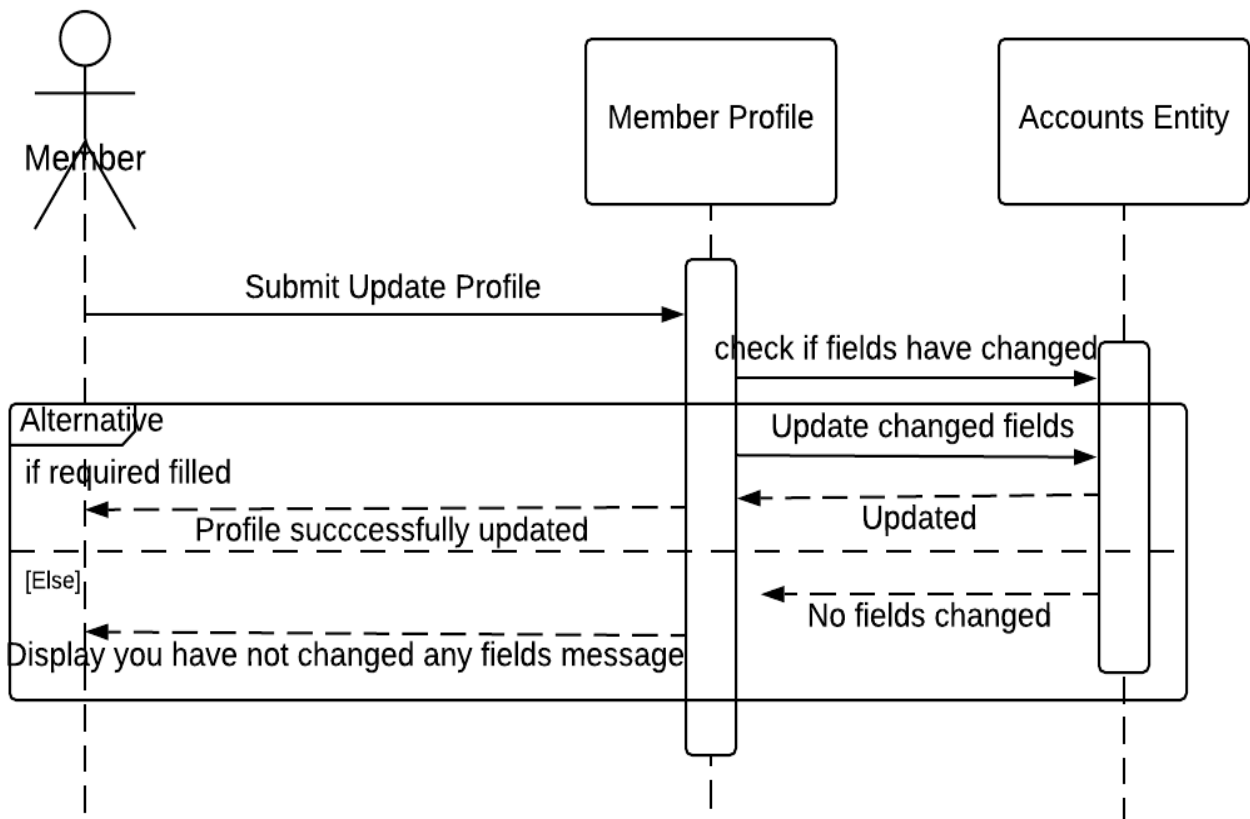 Member
Member Profile
Accounts Entity
Submit Update Profile
check if fields have changed
Alternative
Update changed fields
if required filled
Updated
Profile succcessfully updated
[Else]
No fields changed
Display you have not changed any fields message